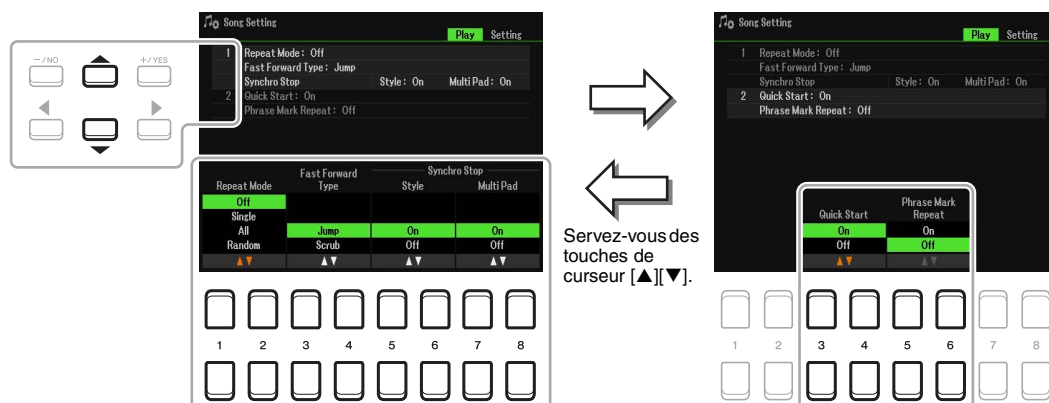 Song Setting
Play Setting
1 Repeat Mode: Off
Fast Forward Type: Jump
Synchro Stop Style: On Multi Pad: On
2 Quick Start: On
Phrase Mark Repeat: Off
-/NO
+/YES
Synchro Stop
Repeat Mode Fast Forward Type Style Multi Pad
Off
Single
All Jump On On
Random Scrub Off Off
1 2 3 4 5 6 7 8
Servez-vous des
touches de
curseur [▲][▼].
Song Setting
Play Setting
1 Repeat Mode: Off
Fast Forward Type: Jump
Synchro Stop Style: On Multi Pad: On
2 Quick Start: On
Phrase Mark Repeat: Off
Quick Start Phrase Mark Repeat
On On
Off Off
1 2 3 4 5 6 7 8